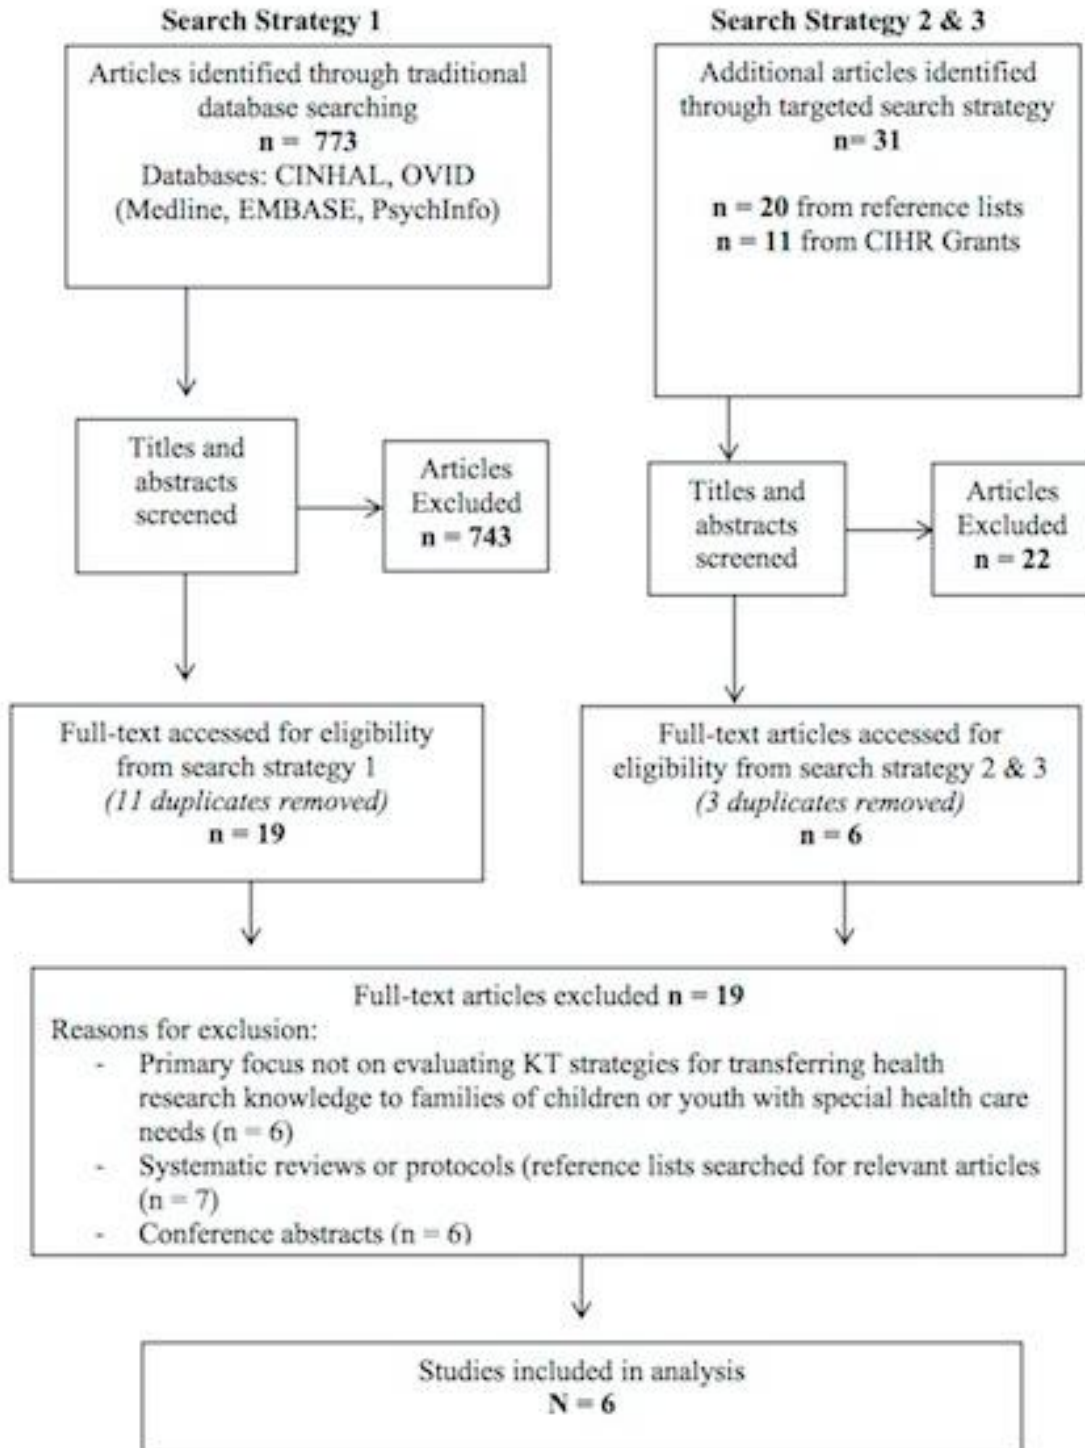 Search Strategy 1
Articles identified through traditional
database searching
n = 773
Databases: CINHAL, OVID
(Medline, EMBASE, PsychInfo)
Search Strategy 2 & 3
Additional articles identified
through targeted search strategy
n= 31
n = 20 from reference lists
n = 11 from CIHR Grants
Titles and
abstracts
screened
Articles
Excluded
n = 743
Titles and
abstracts
screened
Articles
Excluded
n = 22
Full-text accessed for eligibility
from search strategy 1
(11 duplicates removed)
n = 19
Full-text articles accessed for
eligibility from search strategy 2 & 3
(3 duplicates removed)
n = 6
Full-text articles excluded n = 19
Reasons for exclusion:
- Primary focus not on evaluating KT strategies for transferring health
research knowledge to families of children or youth with special health care
needs (n = 6)
- Systematic reviews or protocols (reference lists searched for relevant articles
(n = 7)
- Conference abstracts (n = 6)
Studies included in analysis
N = 6